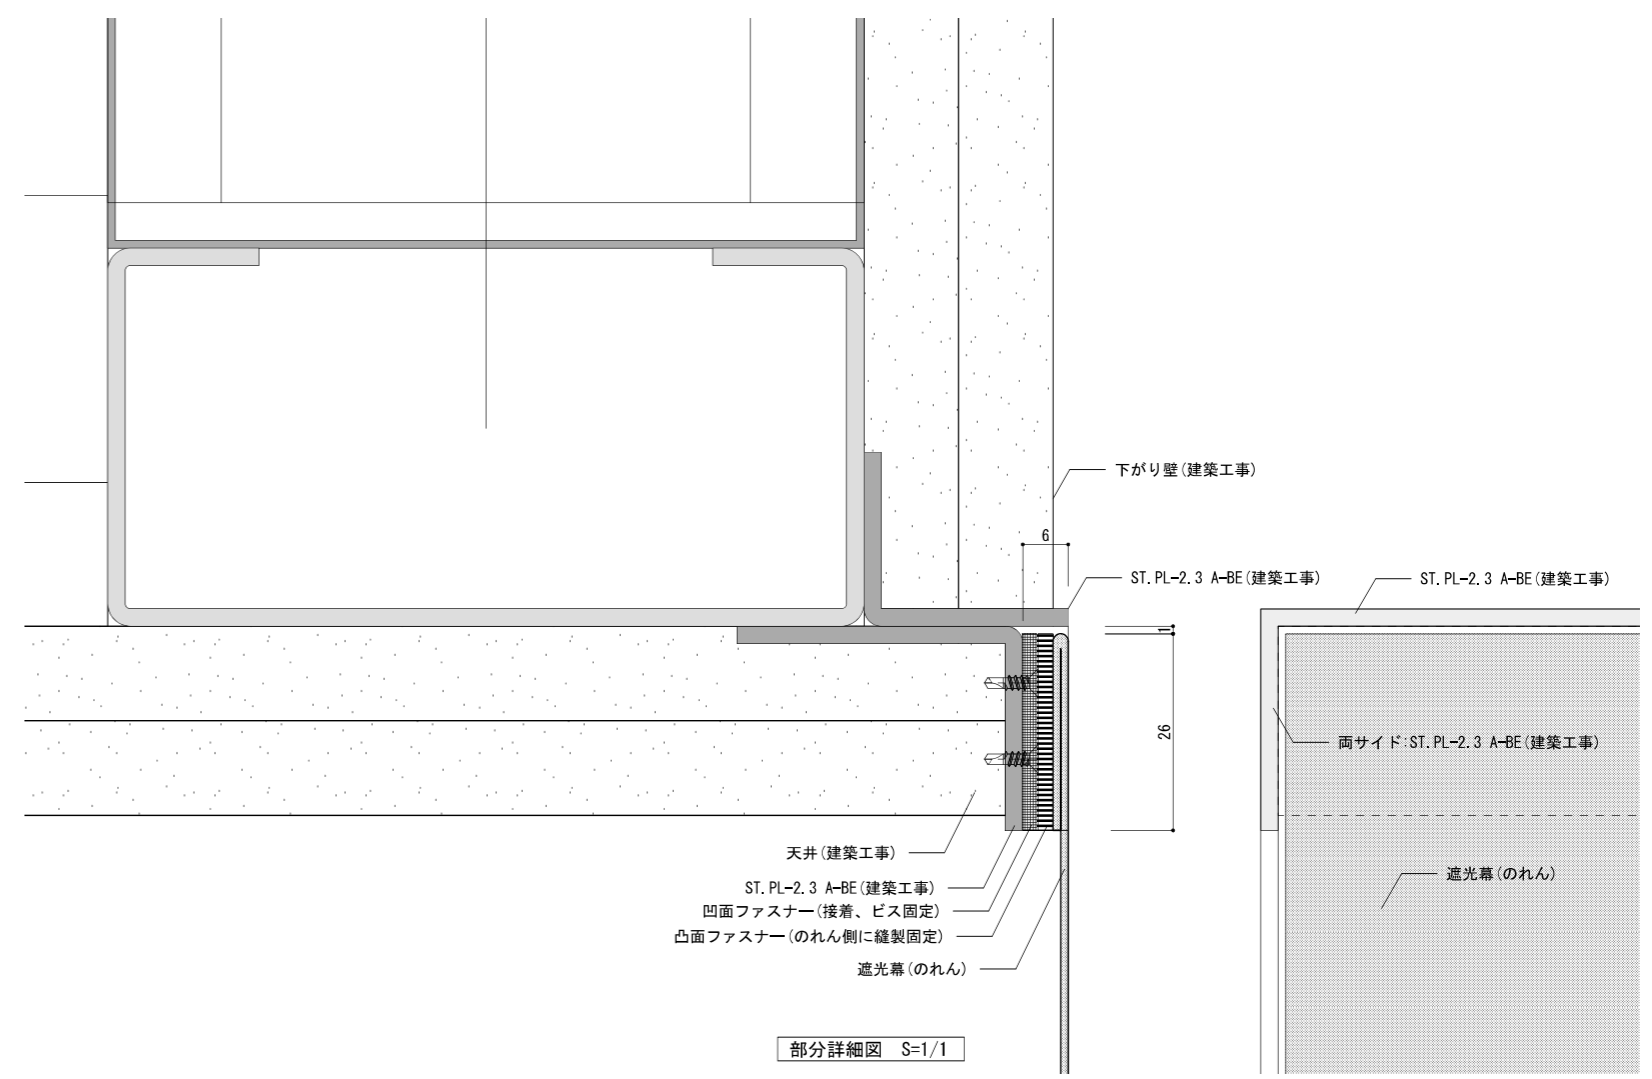 下がり壁(建築工事)
6
ST.PL-2.3 A-BE(建築工事)
ST.PL-2.3 A-BE(建築工事)
1
26
両サイド:ST.PL-2.3 A-BE(建築工事)
天井(建築工事)
遮光幕(のれん)
ST.PL-2.3 A-BE(建築工事)
凹面ファスナー(接着、ビス固定)
凸面ファスナー(のれん側に縫製固定)
遮光幕(のれん)
部分詳細図 S=1/1